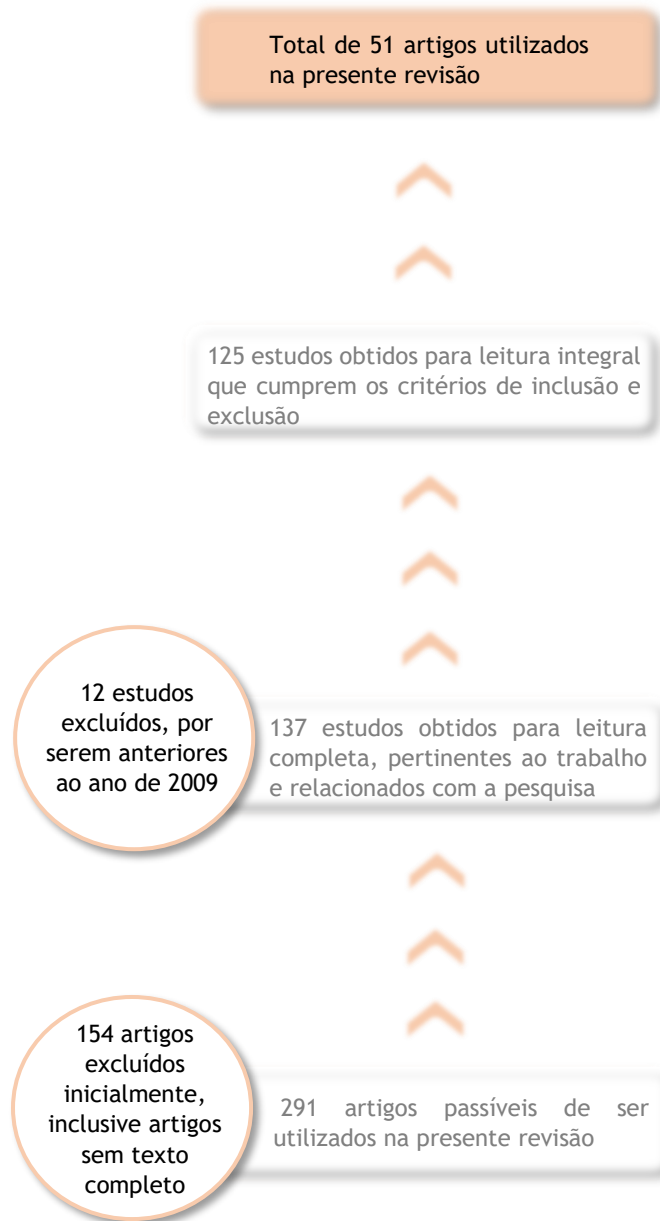 Total de 51 artigos utilizados
na presente revisão
125 estudos obtidos para leitura integral
que cumprem os critérios de inclusão e
exclusão
12 estudos
excluídos, por
serem anteriores
ao ano de 2009
137 estudos obtidos para leitura
completa, pertinentes ao trabalho
e relacionados com a pesquisa
154 artigos
excluídos
inicialmente,
inclusive artigos
sem texto
completo
291 artigos passíveis de ser
utilizados na presente revisão